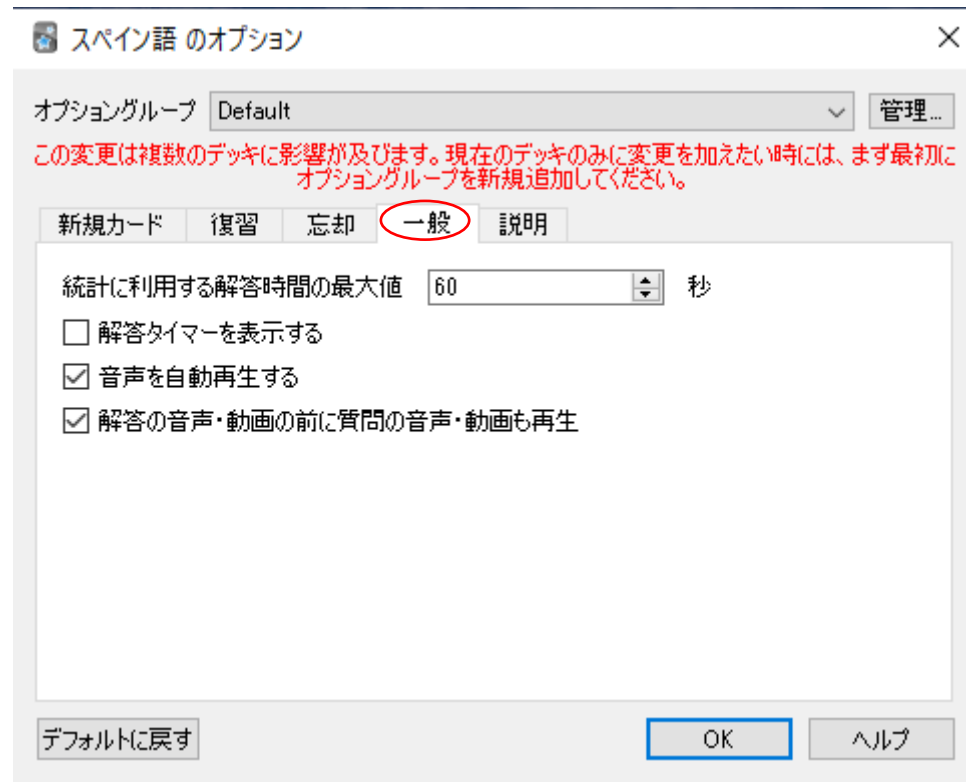 スペイン語 のオプション
オプショングループ Default 管理...
この変更は複数のデッキに影響が及びます。現在のデッキのみに変更を加えたい時には、まず最初に
オプショングループを新規追加してください。
新規カード 復習 忘却 一般 説明
統計に利用する解答時間の最大値 60 秒
解答タイマーを表示する
音声を自動再生する
解答の音声・動画の前に質問の音声・動画も再生
デフォルトに戻す OK ヘルプ